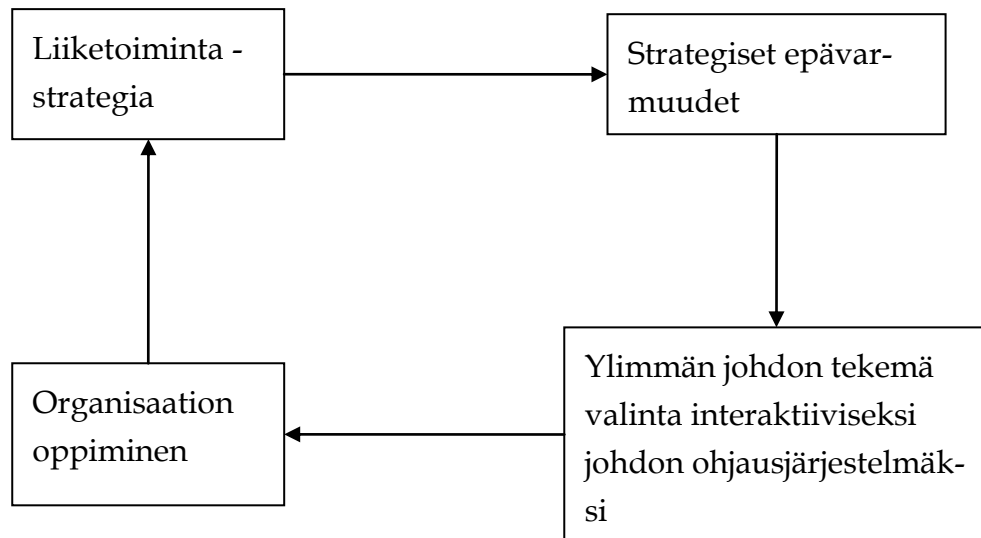 Liiketoiminta -
strategia
Strategiset epävar-
muudet
Ylimmän johdon tekemä
valinta interaktiiviseksi
johdon ohjausjärjestelmäk-
si
Organisaation
oppiminen